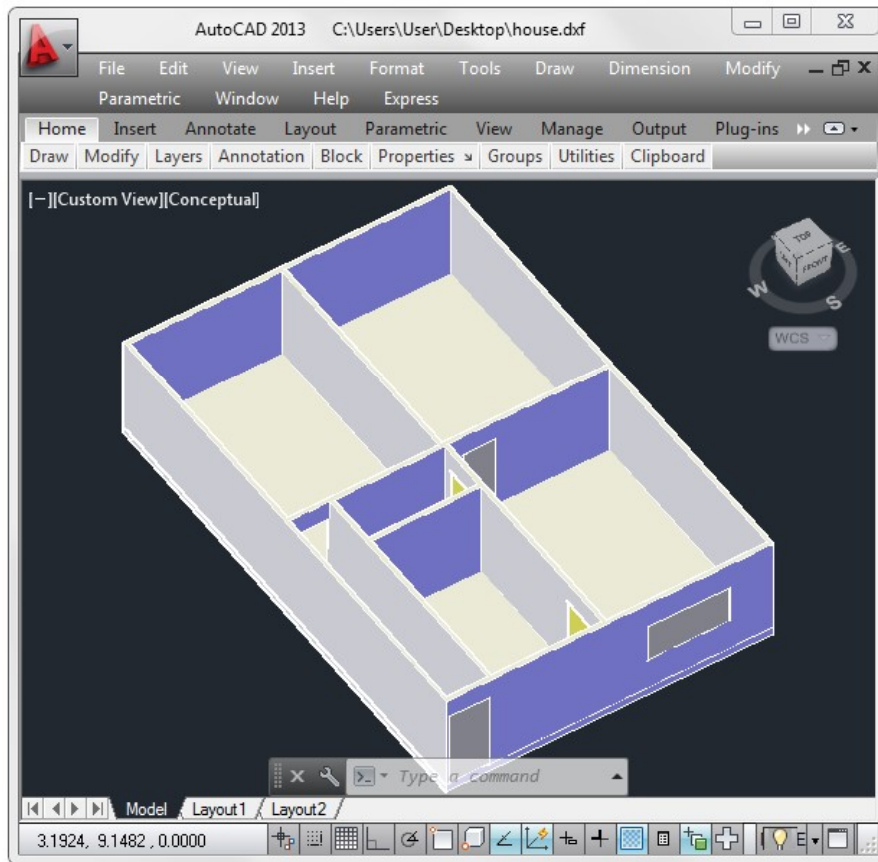 AutoCAD 2013 C:\Users\User\Desktop\house.dxf
File Edit View Insert Format Tools Draw Dimension Modify
Parametric Window Help Express
Home Insert Annotate Layout Parametric View Manage Output Plug-ins
Draw Modify Layers Annotation Block Properties Groups Utilities Clipboard
[−][Custom View][Conceptual]
TOP
FRONT
E
W
S
WCS
Type a command
Model Layout1 Layout2
3.1924, 9.1482 , 0.0000
E